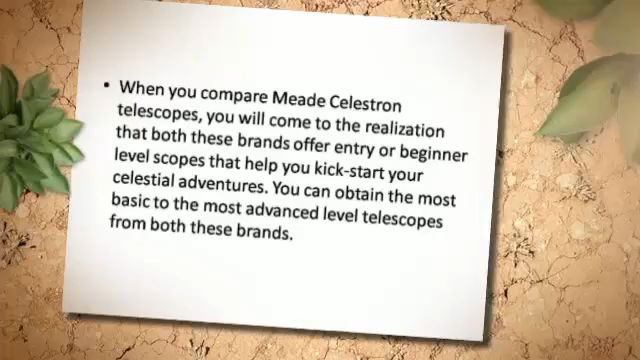 • When you compare Meade Celestron
telescopes, you will come to the realization
that both these brands offer entry or beginner
level scopes that help you kick-start your
celestial adventures. You can obtain the most
basic to the most advanced level telescopes
from both these brands.